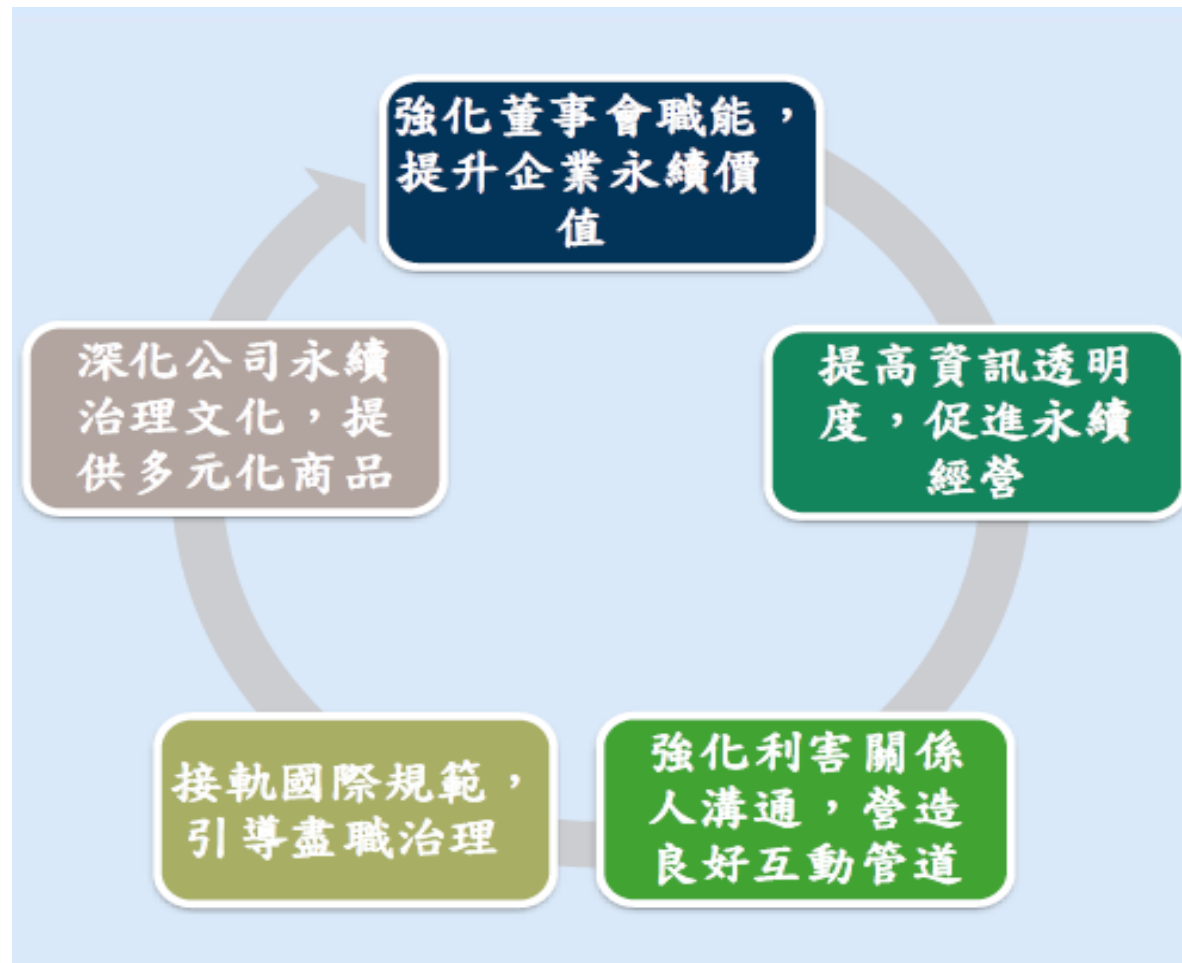 強化董事會職能，
提升企業永續價
值
提高資訊透明
度，促進永續
經營
強化利害關係
人溝通，營造
良好互動管道
接軌國際規範，
引導盡職治理
深化公司永續
治理文化，提
供多元化商品